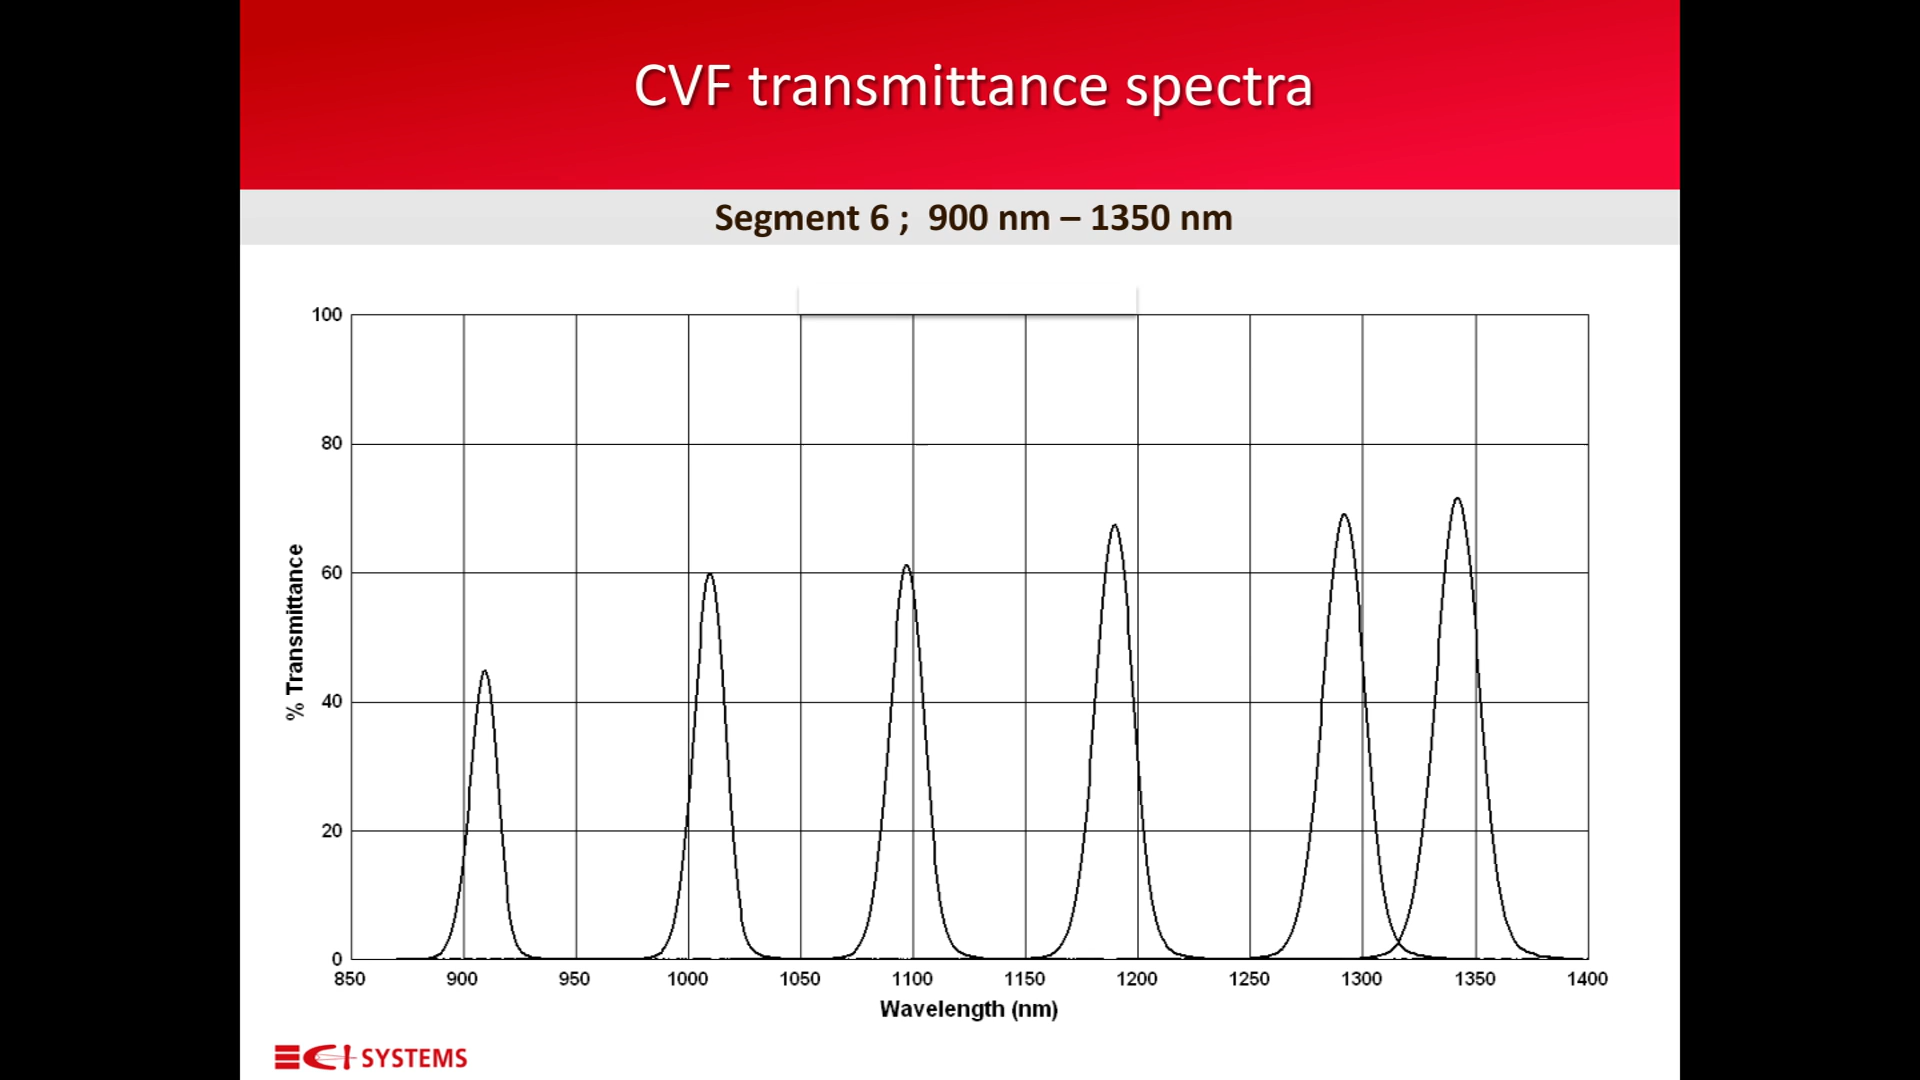 CVF transmittance spectra
Segment 6 ; 900 nm – 1350 nm
100
80
60
40
20
0
% Transmittance
850 900 950 1000 1050 1100 1150 1200 1250 1300 1350 1400
Wavelength (nm)
CI SYSTEMS